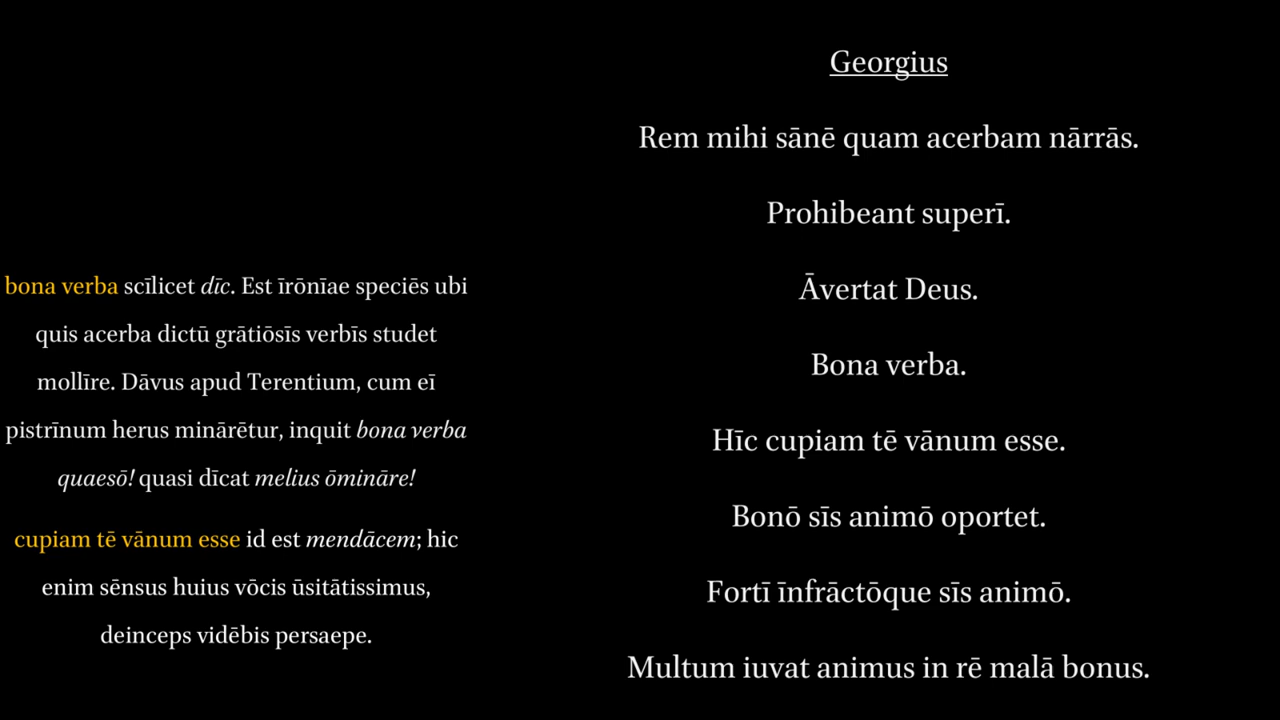 Georgius
Rem mihi sānē quam acerbam nārrās.
Prohibeant superī.
Āvertat Deus.
Bona verba.
Hīc cupiam tē vānum esse.
Bonō sīs animō oportet.
Fortī īnfrāctōque sīs animō.
Multum iuvat animus in rē malā bonus.
bona verba scīlicet dīc. Est īrōnīae speciēs ubi
quis acerba dictū grātiōsīs verbīs studet
mollīre. Dāvus apud Terentium, cum eī
pistrīnum herus minārētur, inquit bona verba
quaesō! quasi dīcat melius ōmināre!
cupiam tē vānum esse id est mendācem; hic
enim sēnsus huius vōcis ūsitātissimus,
deinceps vidēbis persaepe.